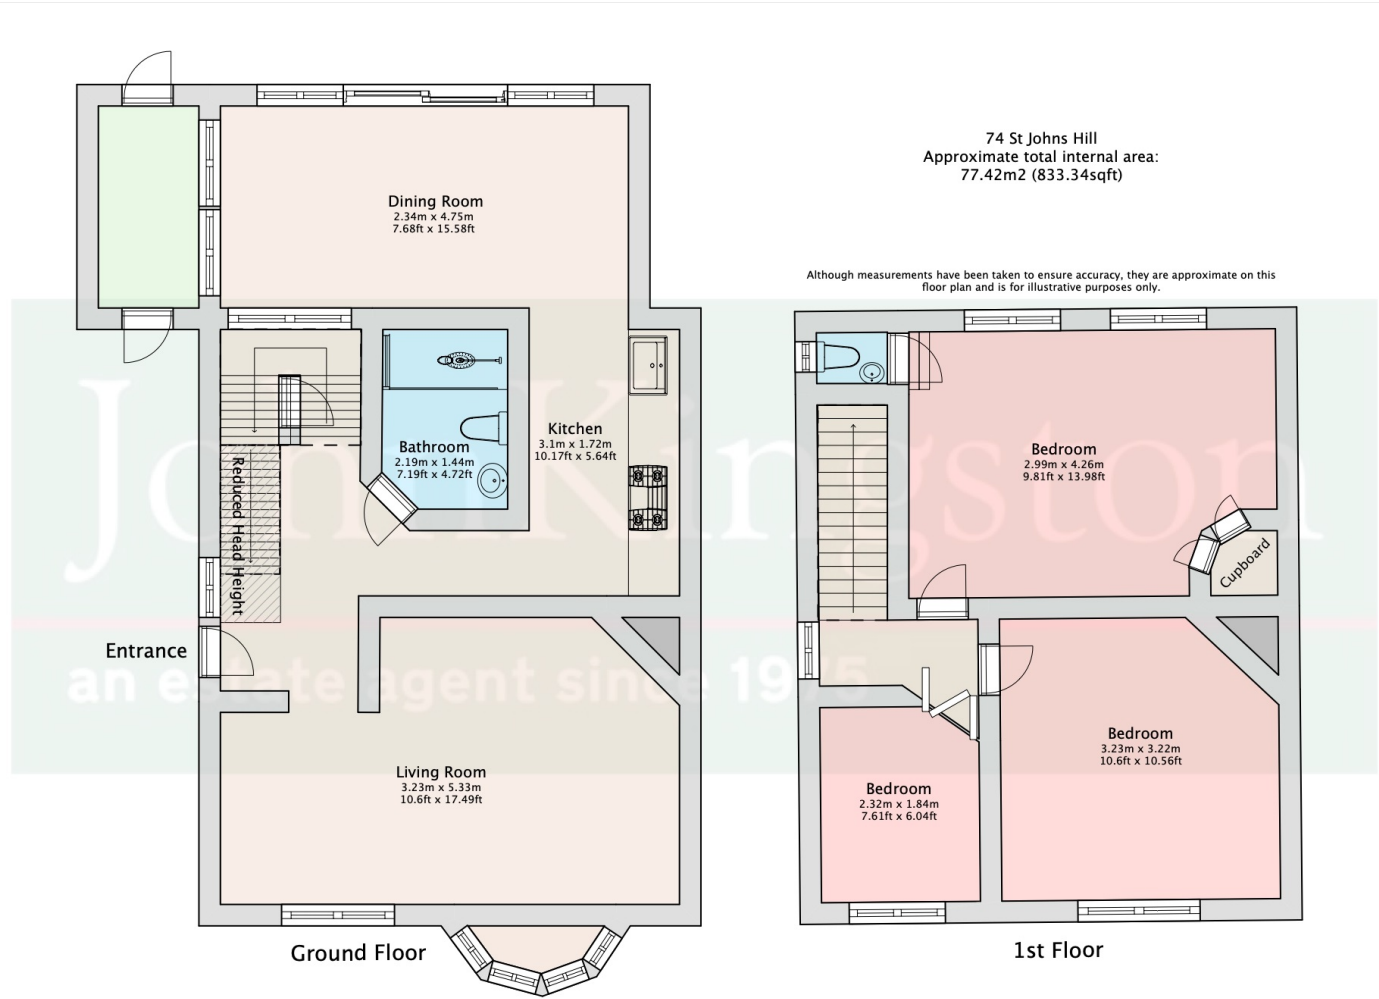 74 St Johns Hill
Approximate total internal area:
77.42m2 (833.34sqft)
Although measurements have been taken to ensure accuracy, they are approximate on this
floor plan and is for illustrative purposes only.
Dining Room
2.34m x 4.75m
7.68ft x 15.58ft
Kitchen
3.1m x 1.72m
10.17ft x 5.64ft
Bathroom
2.19m x 1.44m
7.19ft x 4.72ft
Reduced Head Height
Entrance
Living Room
3.23m x 5.33m
10.6ft x 17.49ft
Ground Floor
Bedroom
2.99m x 4.26m
9.81ft x 13.98ft
Cupboard
Bedroom
3.23m x 3.22m
10.6ft x 10.56ft
Bedroom
2.32m x 1.84m
7.61ft x 6.04ft
1st Floor
John Kingston
an estate agent since 1975